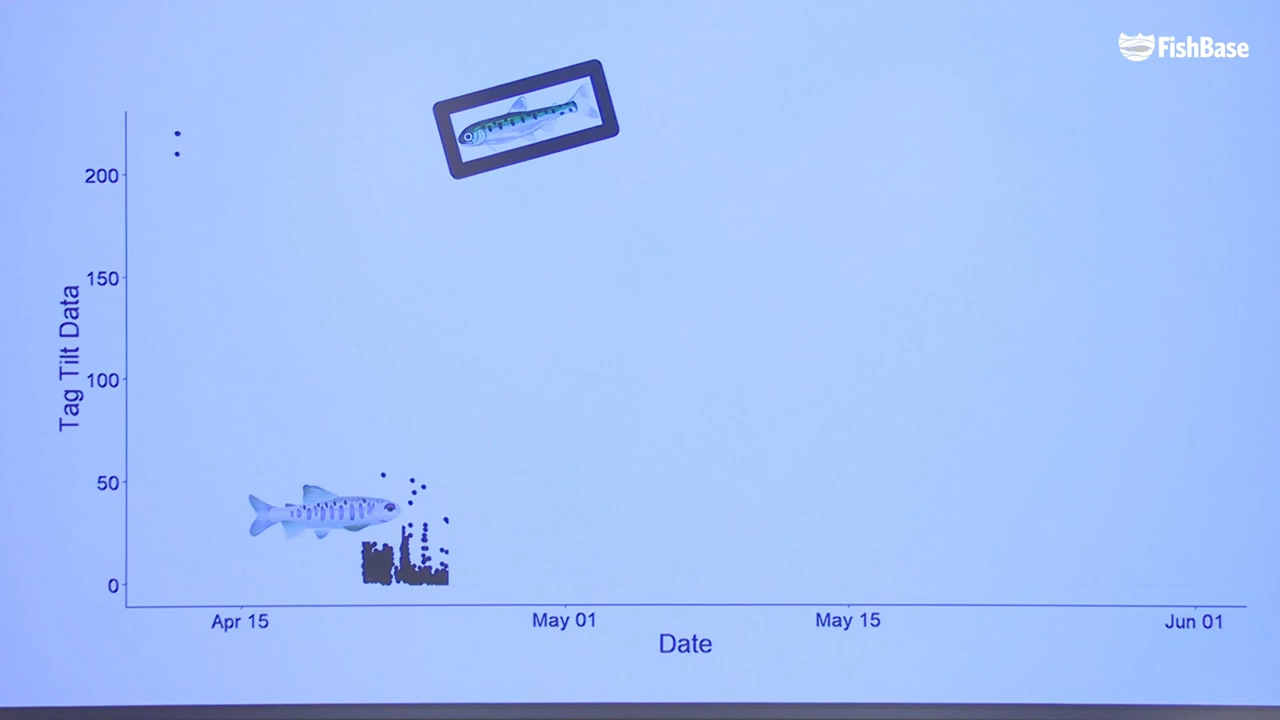 FishBase
200
150
100
50
0
Tag Tilt Data
Apr 15
May 01
May 15
Jun 01
Date